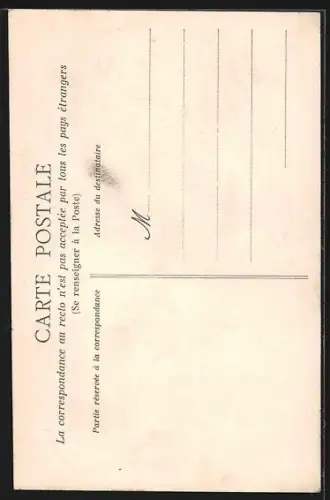 CARTE POSTALE
La correspondance au recto n'est pas acceptée par tous les pays étrangers
(Se renseigner à la Poste)
Partie réservée à la correspondance
Adresse du destinataire
M